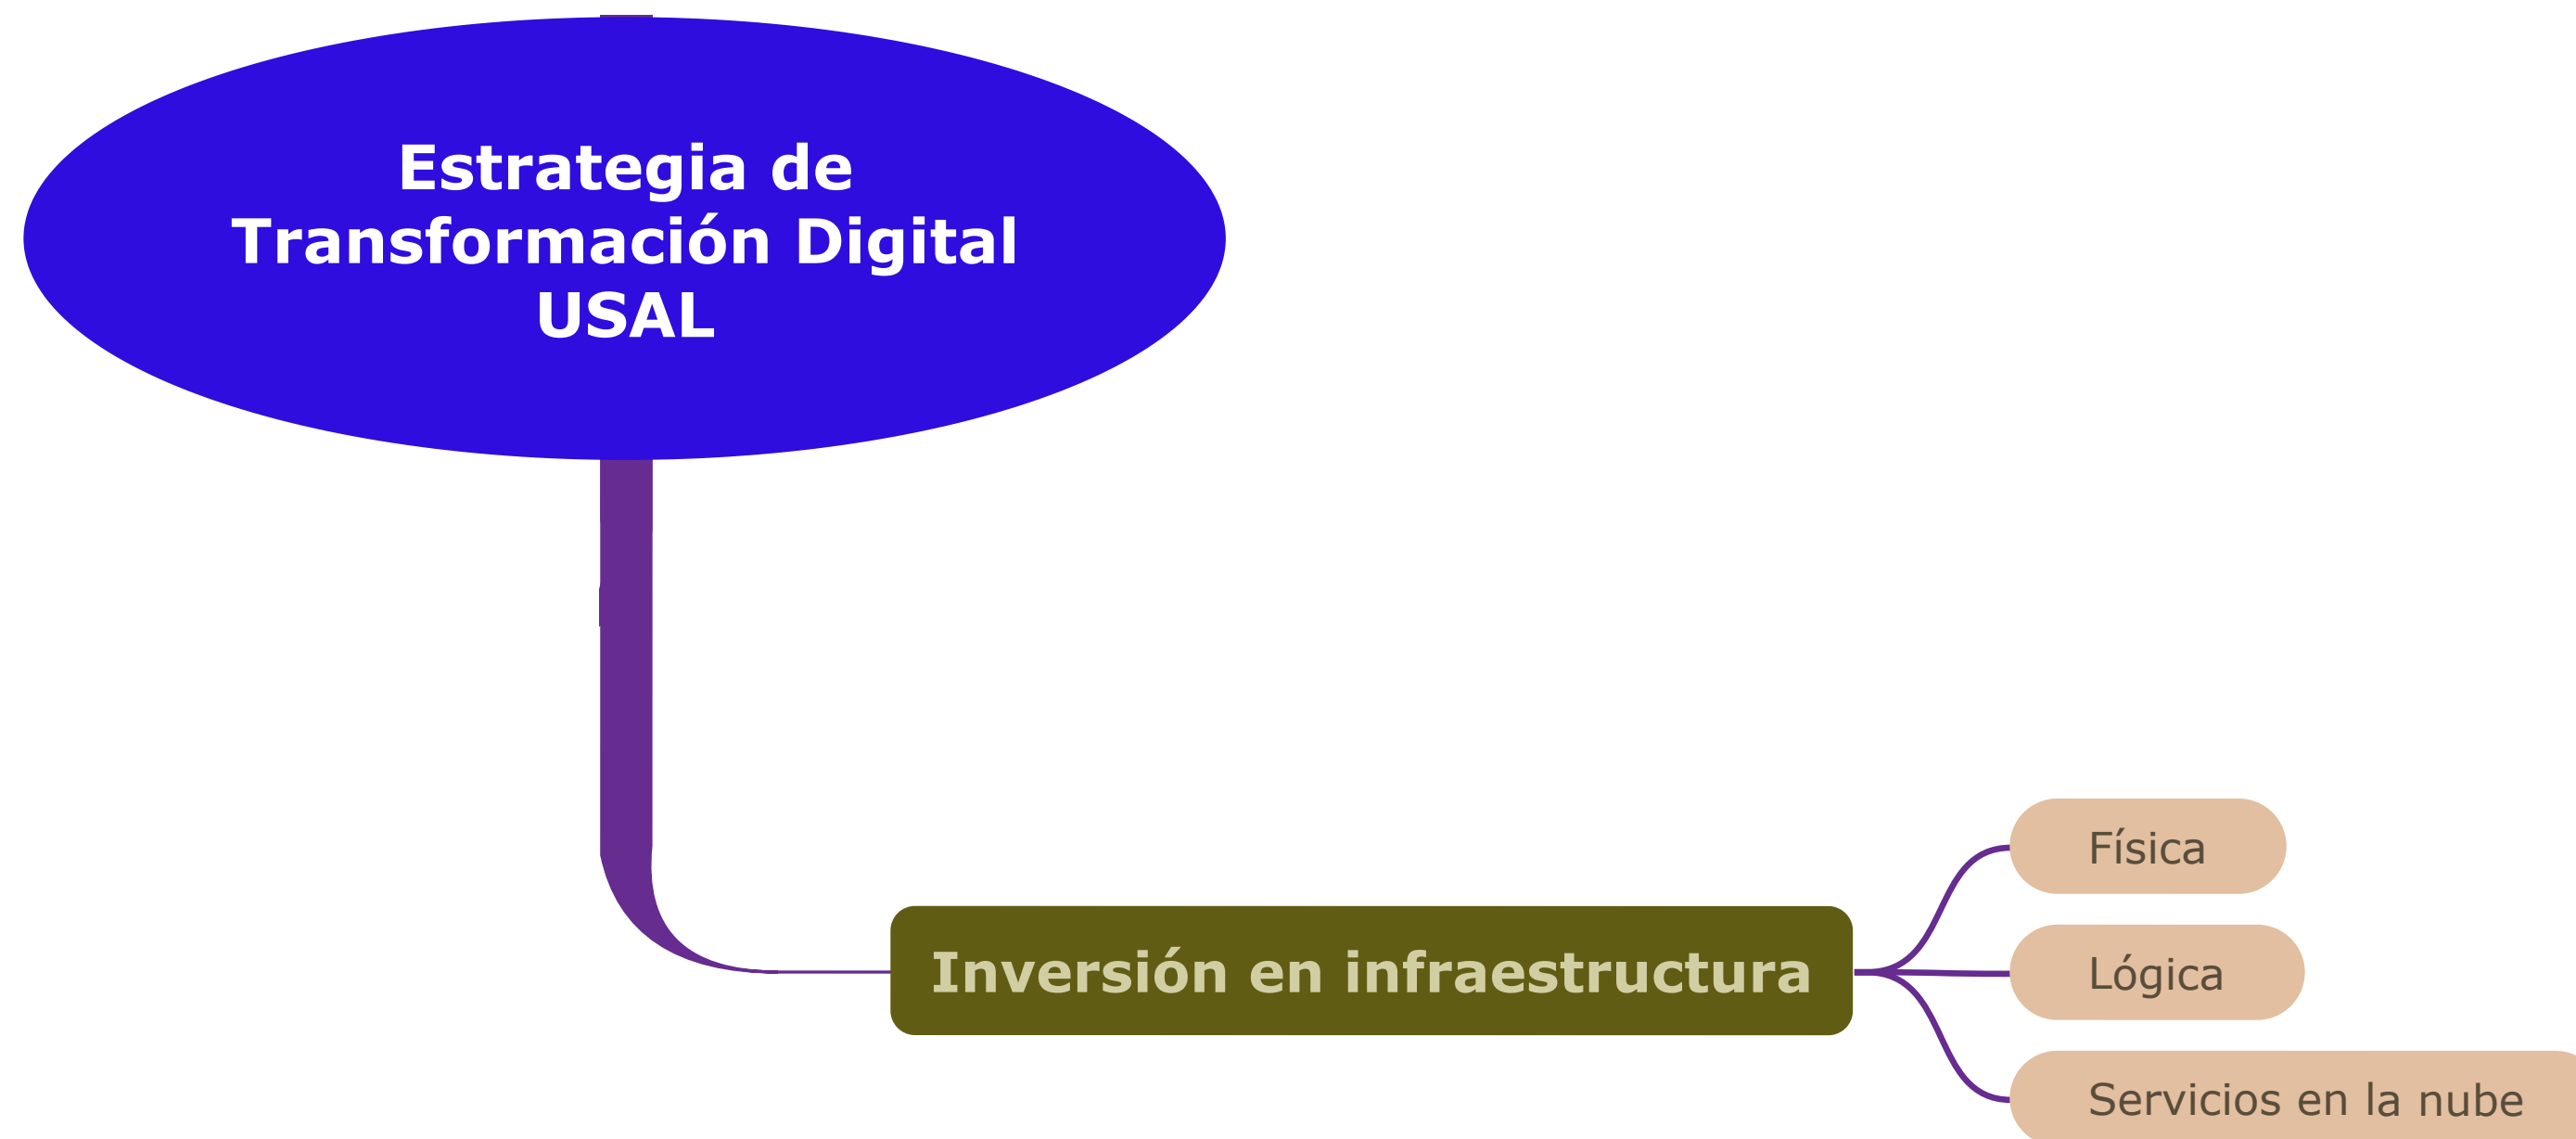 Estrategia de
Transformación Digital
USAL
Inversión en infraestructura
Física
Lógica
Servicios en la nube